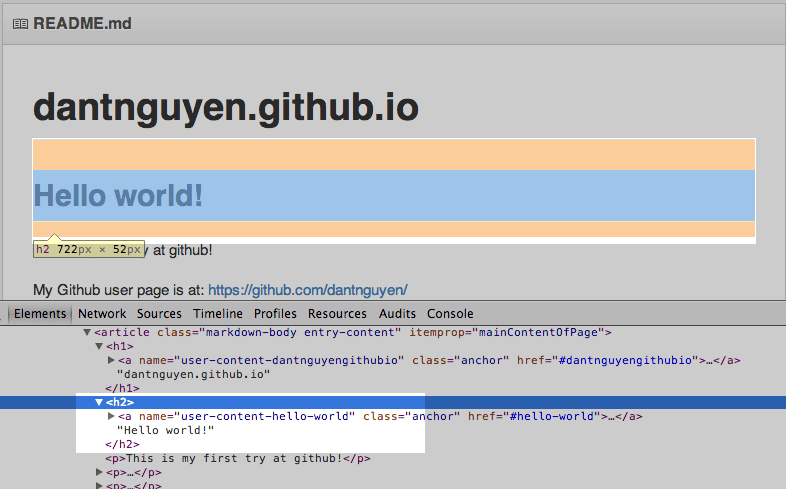 README.md
dantnguyen.github.io
Hello world!
h2 722px × 52px y at github!
My Github user page is at: https://github.com/dantnguyen/
Elements Network Sources Timeline Profiles Resources Audits Console
▼<article class="markdown-body entry-content" itemprop="mainContentOfPage">
▼<h1>
▶<a name="user-content-dantnguyengithubio" class="anchor" href="#dantnguyengithubio">…</a>
"dantnguyen.github.io"
</h1>
▼<h2>
▶<a name="user-content-hello-world" class="anchor" href="#hello-world">…</a>
"Hello world!"
</h2>
<p>This is my first try at github!</p>
▶<p>…</p>
▶<p>…</p>